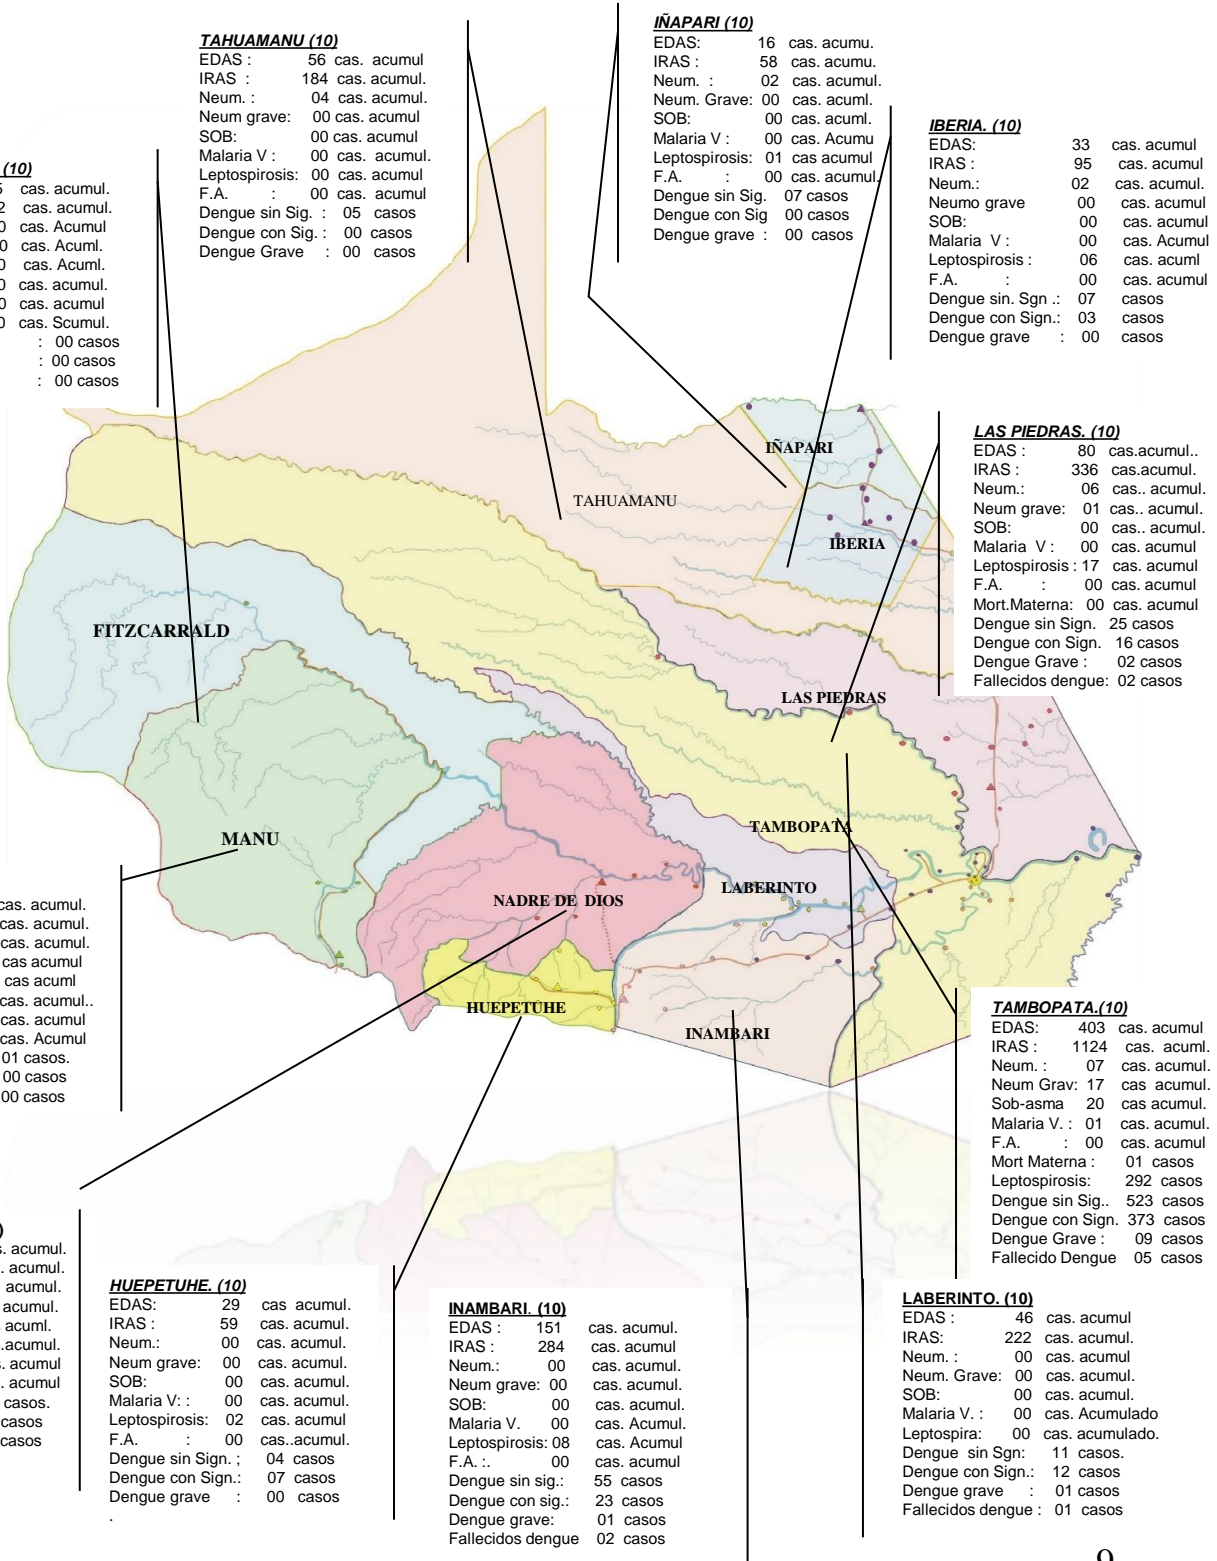 TAHUAMANU (10)
EDAS : 56 cas. acumul
IRAS : 184 cas. acumul.
Neum. : 04 cas. acumul.
Neum grave: 00 cas. acumul
SOB: 00 cas. acumul
Malaria V : 00 cas. acumul.
Leptospirosis: 00 cas. acumul
F.A. : 00 cas. acumul
Dengue sin Sig. : 05 casos
Dengue con Sig. : 00 casos
Dengue Grave : 00 casos
IÑAPARI (10)
EDAS: 16 cas. acumu.
IRAS : 58 cas. acumu.
Neum. : 02 cas. acumul.
Neum. Grave: 00 cas. acuml.
SOB: 00 cas. acuml.
Malaria V : 00 cas. Acumu
Leptospirosis: 01 cas acumul
F.A. : 00 cas. acumul.
Dengue sin Sig. 07 casos
Dengue con Sig 00 casos
Dengue grave : 00 casos
IBERIA. (10)
EDAS: 33 cas. acumul
IRAS : 95 cas. acumul
Neum.: 02 cas. acumul.
Neumo grave 00 cas. acumul
SOB: 00 cas. acumul
Malaria V : 00 cas. Acumul
Leptospirosis : 06 cas. acuml
F.A. : 00 cas. acumul
Dengue sin. Sgn .: 07 casos
Dengue con Sign.: 03 casos
Dengue grave : 00 casos
(10)
5 cas. acumul.
2 cas. acumul.
0 cas. Acumul
0 cas. Acuml.
0 cas. Acuml.
0 cas. acumul.
0 cas. acumul
0 cas. Scumul.
: 00 casos
: 00 casos
: 00 casos
LAS PIEDRAS. (10)
EDAS : 80 cas.acumul..
IRAS : 336 cas.acumul.
Neum.: 06 cas.. acumul.
Neum grave: 01 cas.. acumul.
SOB: 00 cas.. acumul.
Malaria V : 00 cas. acumul
Leptospirosis : 17 cas. acumul
F.A. : 00 cas. acumul
Mort.Materna: 00 cas. acumul
Dengue sin Sign. 25 casos
Dengue con Sign. 16 casos
Dengue Grave : 02 casos
Fallecidos dengue: 02 casos
IÑAPARI
TAHUAMANU
IBERIA
FITZCARRALD
LAS PIEDRAS
TAMBOPATA
MANU
LABERINTO
NADRE DE DIOS
HUEPETUHE
INAMBARI
cas. acumul.
cas. acumul.
cas. acumul.
cas acumul
cas acuml
cas. acumul..
cas. acumul
cas. Acumul
01 casos.
00 casos
00 casos
TAMBOPATA.(10)
EDAS: 403 cas. acumul
IRAS : 1124 cas. acuml.
Neum. : 07 cas. acumul.
Neum Grav: 17 cas acumul.
Sob-asma 20 cas acumul.
Malaria V. : 01 cas. acumul.
F.A. : 00 cas. acumul
Mort Materna : 01 casos
Leptospirosis: 292 casos
Dengue sin Sig.. 523 casos
Dengue con Sign. 373 casos
Dengue Grave : 09 casos
Fallecido Dengue 05 casos
)
s. acumul.
. acumul.
acumul.
acumul.
acuml.
.acumul.
s. acumul
. acumul
casos.
casos
casos
HUEPETUHE. (10)
EDAS: 29 cas acumul.
IRAS : 59 cas. acumul.
Neum.: 00 cas. acumul.
Neum grave: 00 cas. acumul.
SOB: 00 cas. acumul.
Malaria V: : 00 cas. acumul.
Leptospirosis: 02 cas. acumul
F.A. : 00 cas..acumul.
Dengue sin Sign. ; 04 casos
Dengue con Sign.: 07 casos
Dengue grave : 00 casos
.
INAMBARI. (10)
EDAS : 151 cas. acumul.
IRAS : 284 cas. acumul
Neum.: 00 cas. acumul.
Neum grave: 00 cas. acumul.
SOB: 00 cas. acumul.
Malaria V. 00 cas. Acumul.
Leptospirosis: 08 cas. Acumul
F.A. :. 00 cas. acumul
Dengue sin sig.: 55 casos
Dengue con sig.: 23 casos
Dengue grave: 01 casos
Fallecidos dengue 02 casos
LABERINTO. (10)
EDAS : 46 cas. acumul
IRAS: 222 cas. acumul.
Neum. : 00 cas. acumul
Neum. Grave: 00 cas. acumul.
SOB: 00 cas. acumul.
Malaria V. : 00 cas. Acumulado
Leptospira: 00 cas. acumulado.
Dengue sin Sgn: 11 casos.
Dengue con Sign.: 12 casos
Dengue grave : 01 casos
Fallecidos dengue : 01 casos